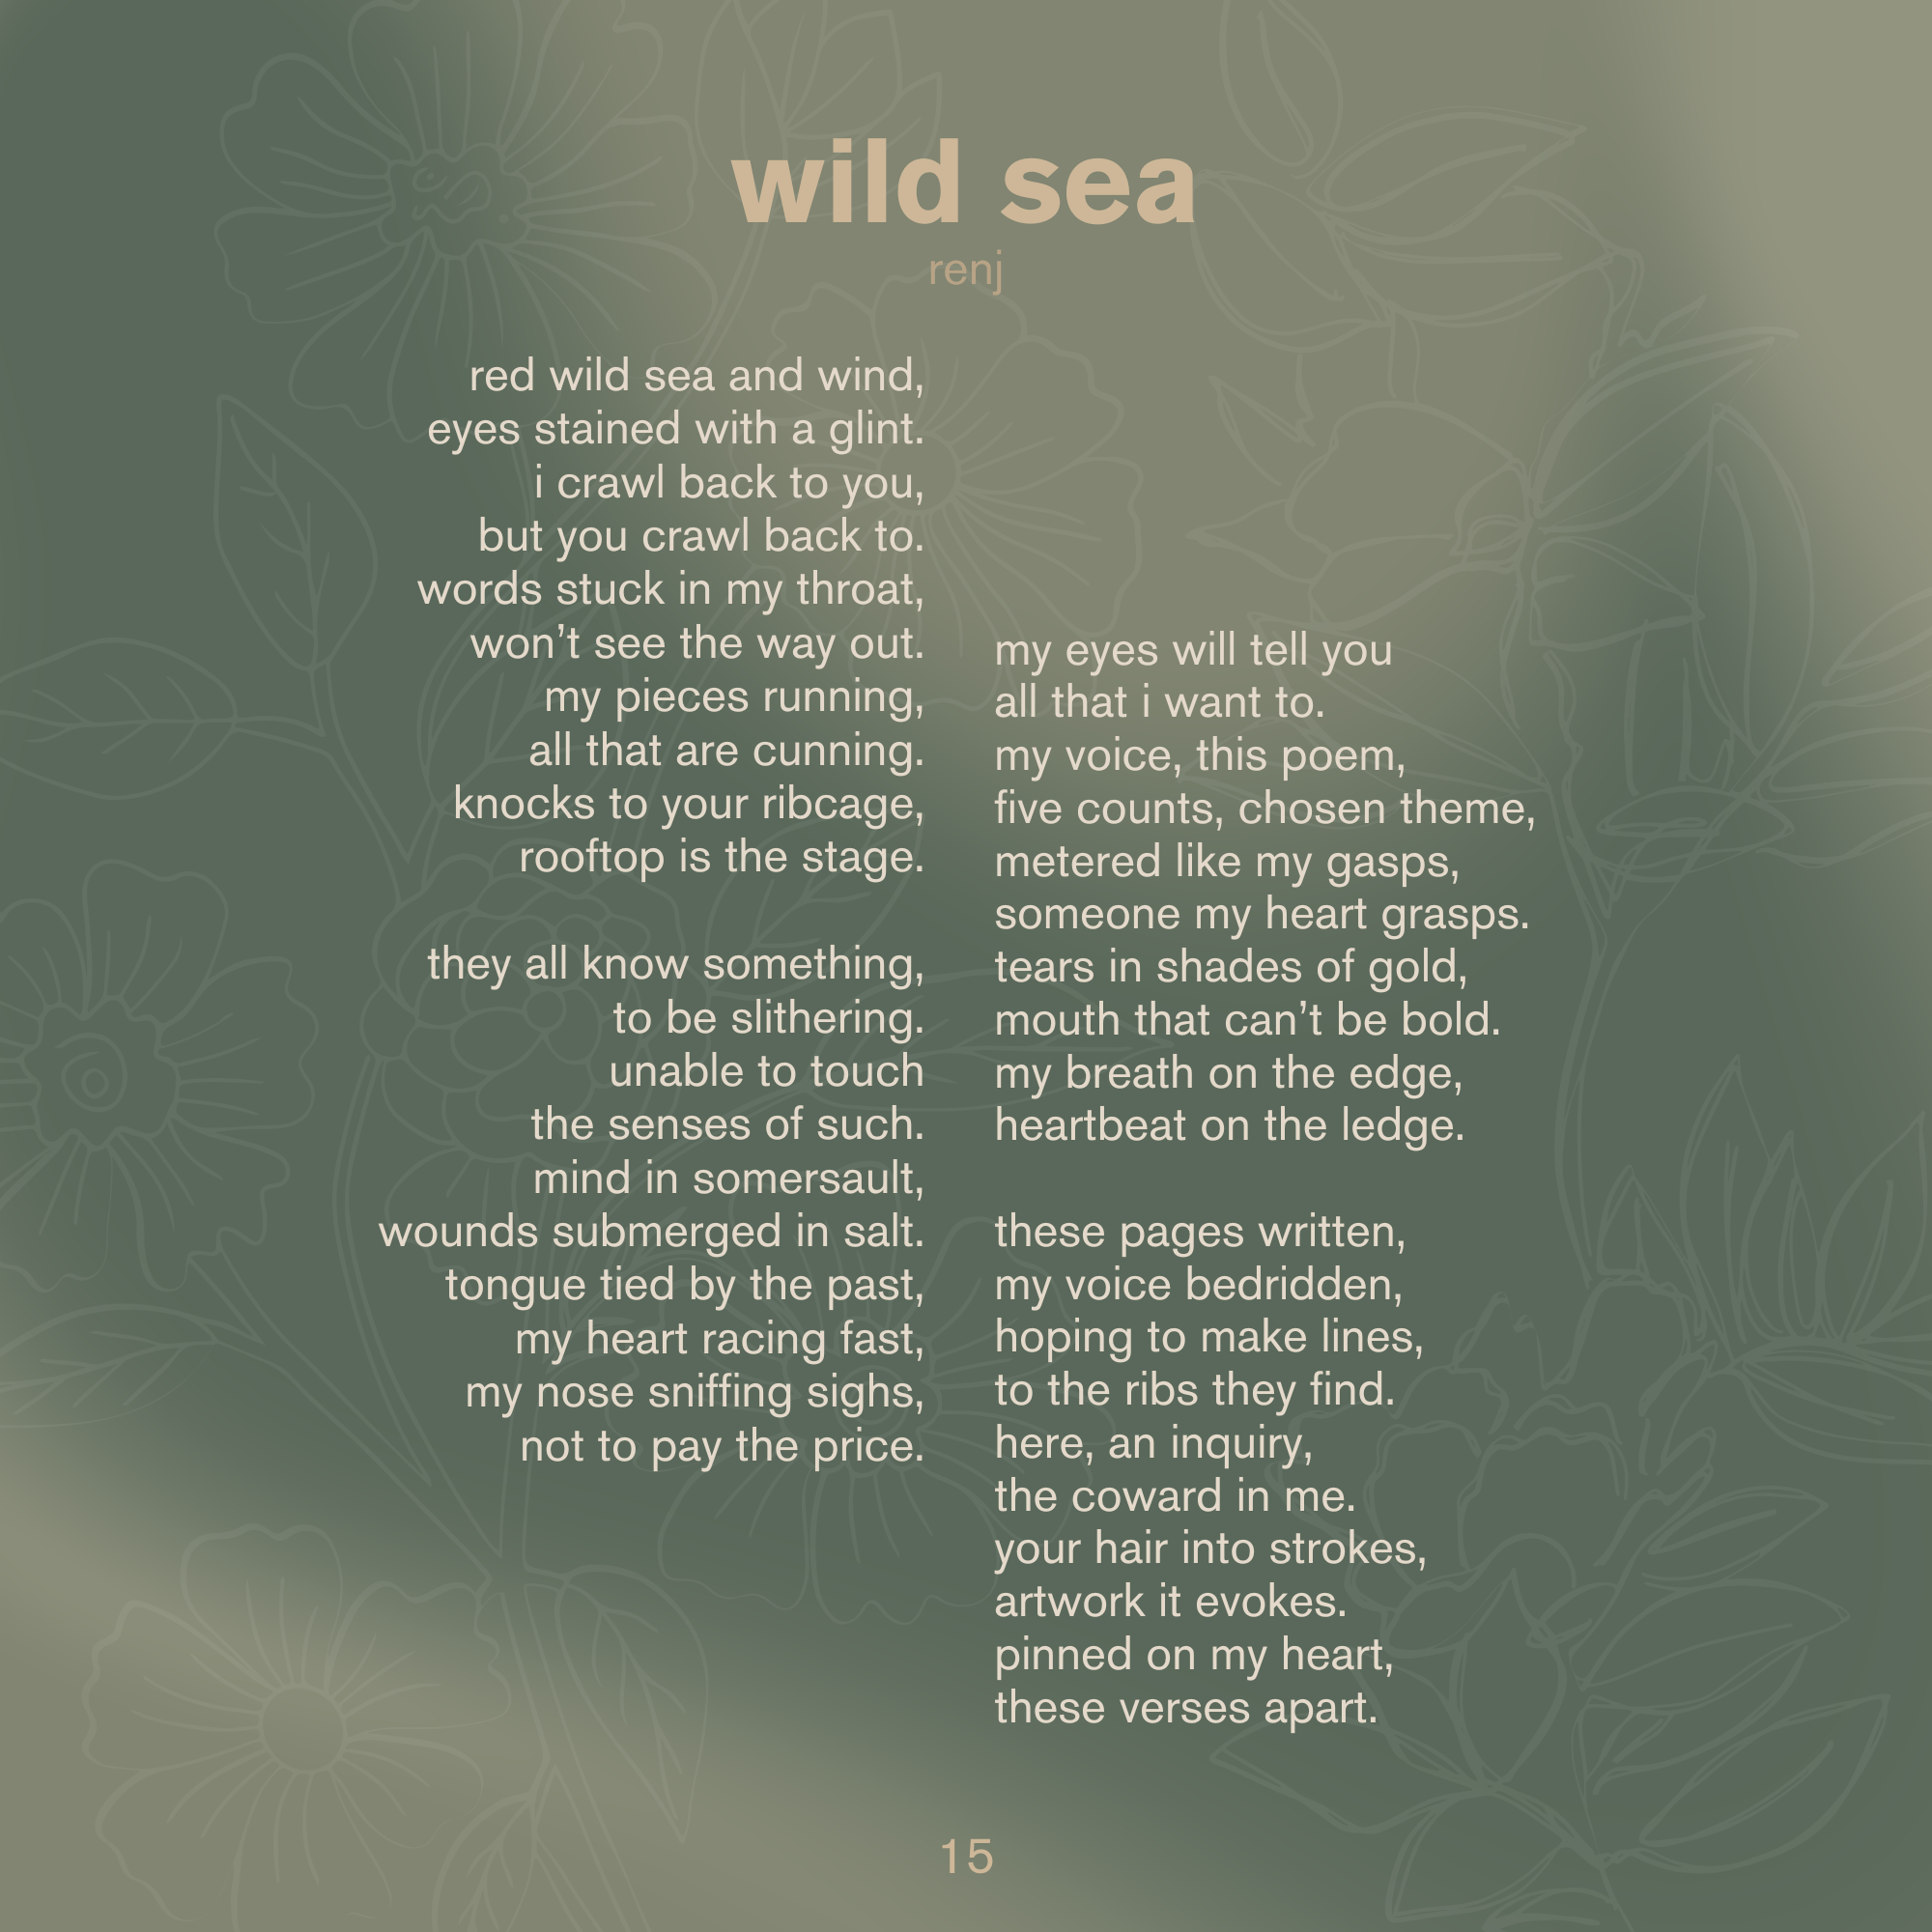 wild sea
renj
red wild sea and wind,
eyes stained with a glint.
i crawl back to you,
but you crawl back to.
words stuck in my throat,
won’t see the way out.
my pieces running,
all that are cunning.
knocks to your ribcage,
rooftop is the stage.
they all know something,
to be slithering.
unable to touch
the senses of such.
mind in somersault,
wounds submerged in salt.
tongue tied by the past,
my heart racing fast,
my nose sniffing sighs,
not to pay the price.
my eyes will tell you
all that i want to.
my voice, this poem,
five counts, chosen theme,
metered like my gasps,
someone my heart grasps.
tears in shades of gold,
mouth that can’t be bold.
my breath on the edge,
heartbeat on the ledge.
these pages written,
my voice bedridden,
hoping to make lines,
to the ribs they find.
here, an inquiry,
the coward in me.
your hair into strokes,
artwork it evokes.
pinned on my heart,
these verses apart.
15